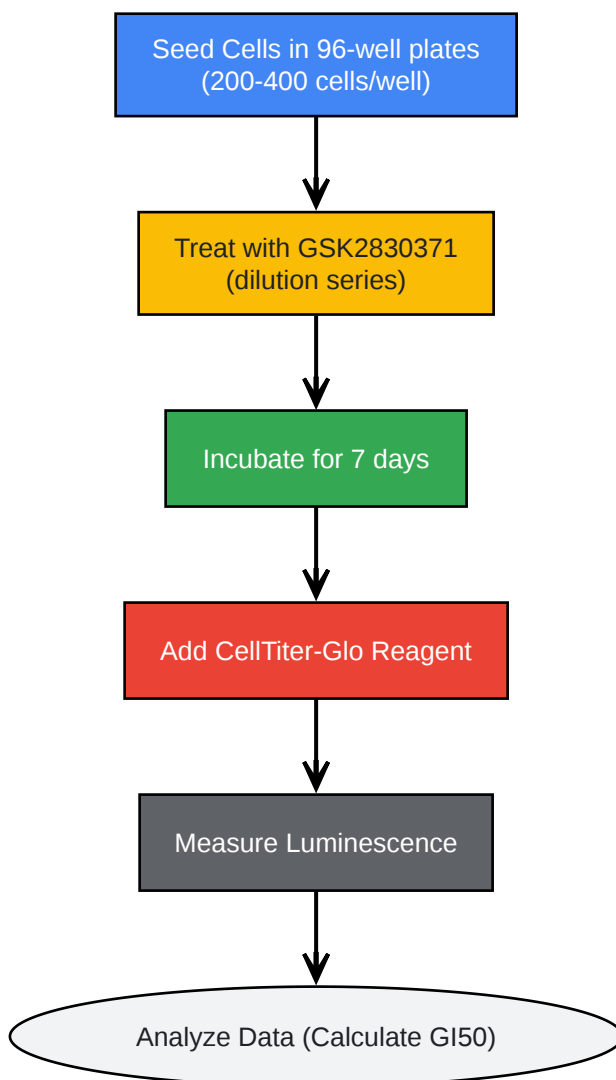 Seed Cells in 96-well plates
(200-400 cells/well)
Treat with GSK2830371
(dilution series)
Incubate for 7 days
Add CellTiter-Glo Reagent
Measure Luminescence
Analyze Data (Calculate GI50)